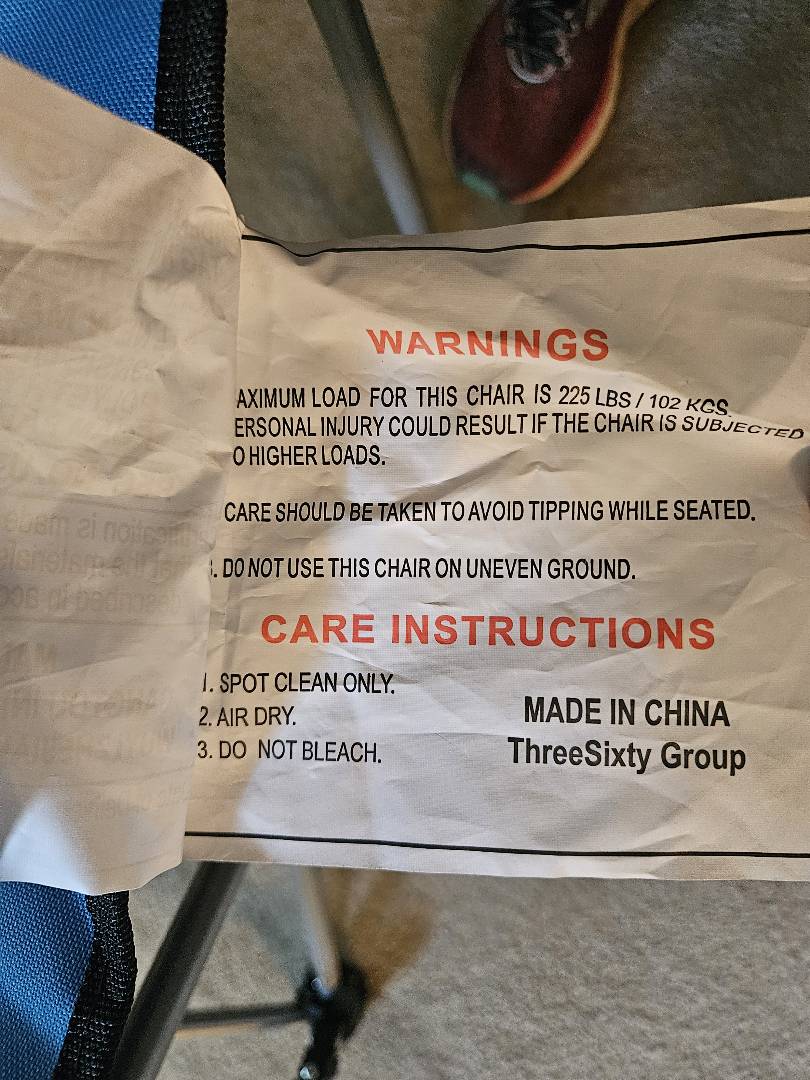 WARNINGS
AXIMUM LOAD FOR THIS CHAIR IS 225 LBS / 102 KGS.
ERSONAL INJURY COULD RESULT IF THE CHAIR IS SUBJECTED
O HIGHER LOADS.
CARE SHOULD BE TAKEN TO AVOID TIPPING WHILE SEATED.
. DO NOT USE THIS CHAIR ON UNEVEN GROUND.
CARE INSTRUCTIONS
1. SPOT CLEAN ONLY.
2. AIR DRY.
3. DO NOT BLEACH.
MADE IN CHINA
ThreeSixty Group